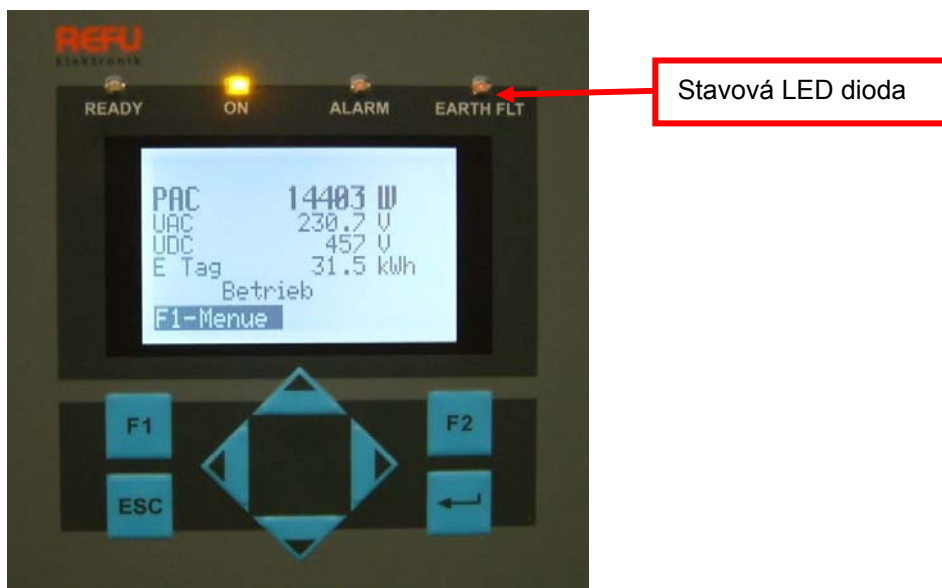 REFU
Elektronik
READY ON ALARM EARTH FLT
Stavová LED dioda
PAC 14403 W
UAC 230.7 V
UDC 457 V
E Tag 31.5 kWh
Betrieb
F1-Menue
F1 F2
ESC